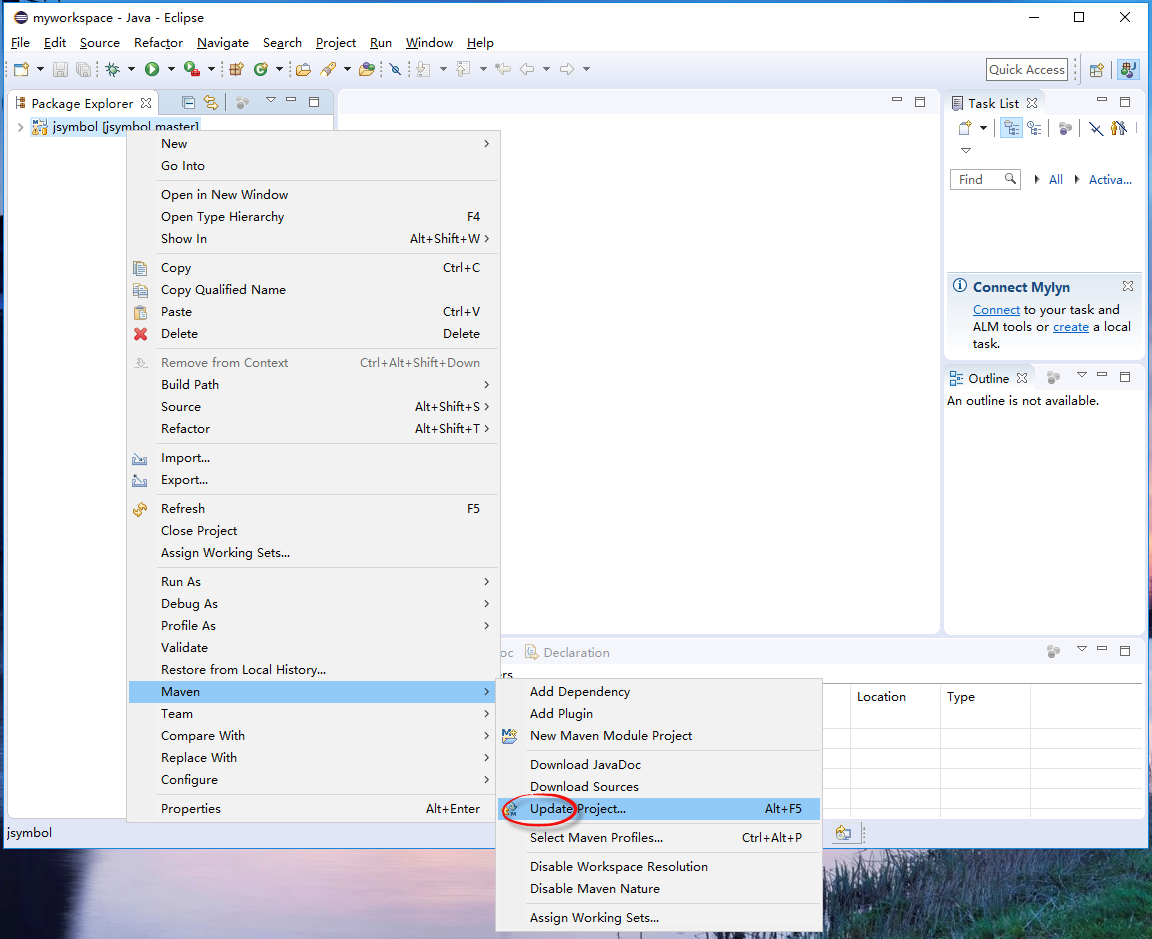 myworkspace - Java - Eclipse
File Edit Source Refactor Navigate Search Project Run Window Help
Quick Access
Package Explorer
jsymbol [jsymbol master]
New
Go Into
Open in New Window
Open Type Hierarchy F4
Show In Alt+Shift+W
Copy Ctrl+C
Copy Qualified Name
Paste Ctrl+V
Delete Delete
Remove from Context Ctrl+Alt+Shift+Down
Build Path
Source Alt+Shift+S
Refactor Alt+Shift+T
Import...
Export...
Refresh F5
Close Project
Assign Working Sets...
Run As
Debug As
Profile As
Validate
Restore from Local History...
Maven
Team
Compare With
Replace With
Configure
Properties Alt+Enter
Add Dependency
Add Plugin
New Maven Module Project
Download JavaDoc
Download Sources
Update Project... Alt+F5
Select Maven Profiles... Ctrl+Alt+P
Disable Workspace Resolution
Disable Maven Nature
Assign Working Sets...
Task List
Find All Activa...
Connect Mylyn
Connect to your task and
ALM tools or create a local
task.
Outline
An outline is not available.
oc Declaration
ers
Location Type
jsymbol